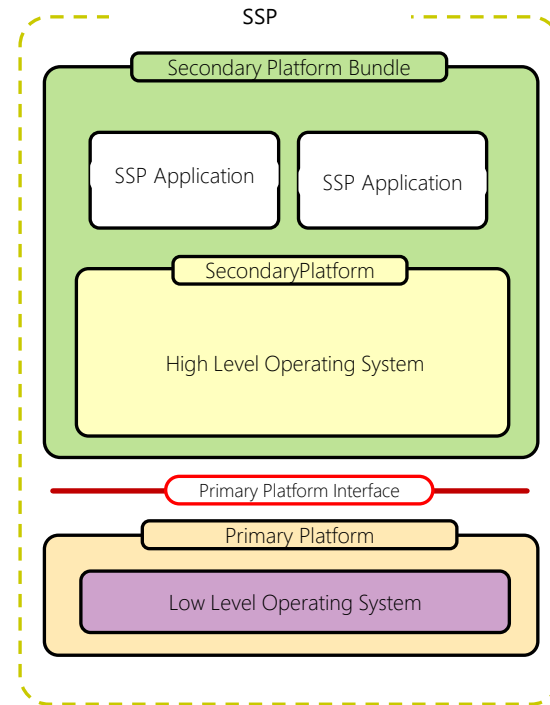 SSP
Secondary Platform Bundle
SSP Application
SSP Application
SecondaryPlatform
High Level Operating System
Primary Platform Interface
Primary Platform
Low Level Operating System